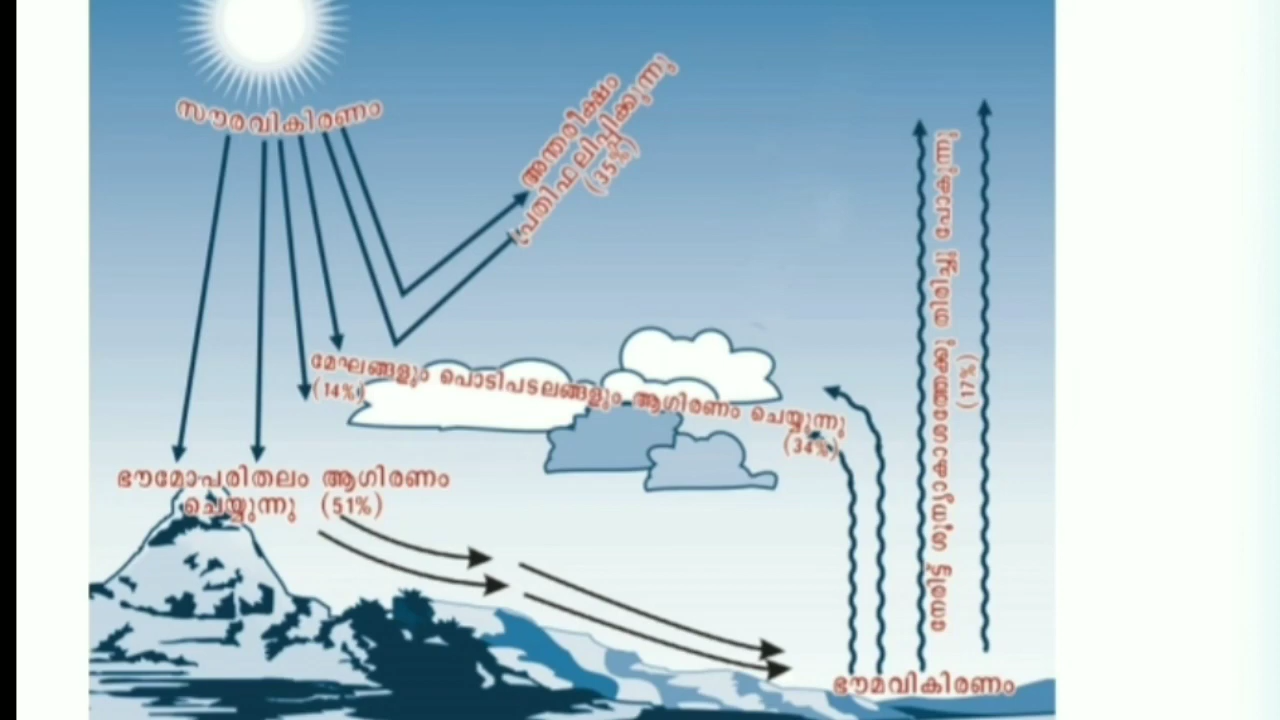 സൗരവികിരണം
അന്തരീക്ഷം
പ്രതിഫലിപ്പിക്കുന്നു
(35%)
മേഘങ്ങളും പൊടിപടലങ്ങളും ആഗിരണം ചെയ്യുന്നു
(14%)
(34%)
ഭൗമോപരിതലം ആഗിരണം
ചെയ്യുന്നു (51%)
തിരിച്ചു പോകുന്നു
(17%)
ഭൗമവികിരണം